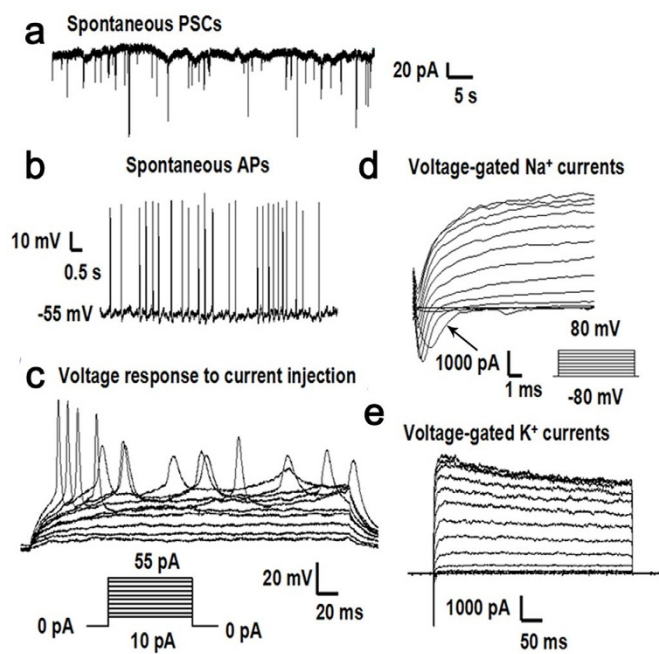 a
Spontaneous PSCs
20 pA
5 s
b
Spontaneous APs
10 mV
0.5 s
-55 mV
c
Voltage response to current injection
55 pA
0 pA
10 pA
0 pA
20 mV
20 ms
d
Voltage-gated Na⁺ currents
1000 pA
1 ms
80 mV
-80 mV
e
Voltage-gated K⁺ currents
1000 pA
50 ms